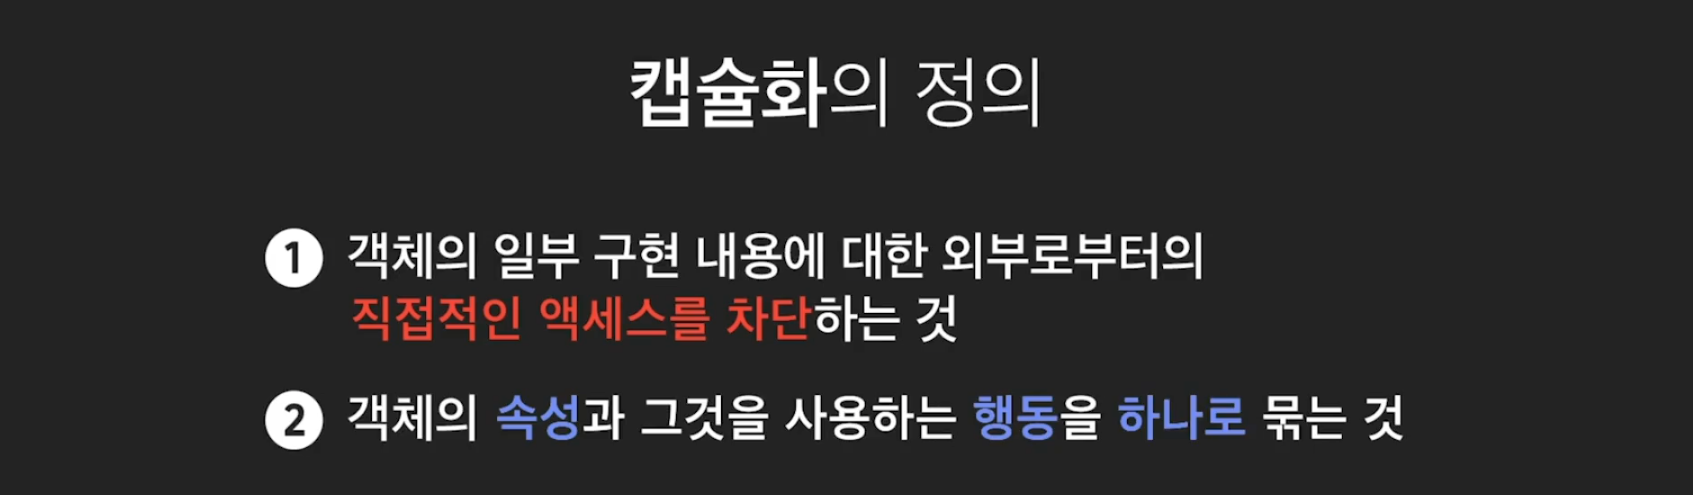 캡슐화의 정의
1 객체의 일부 구현 내용에 대한 외부로부터의
직접적인 액세스를 차단하는 것
2 객체의 속성과 그것을 사용하는 행동을 하나로 묶는 것